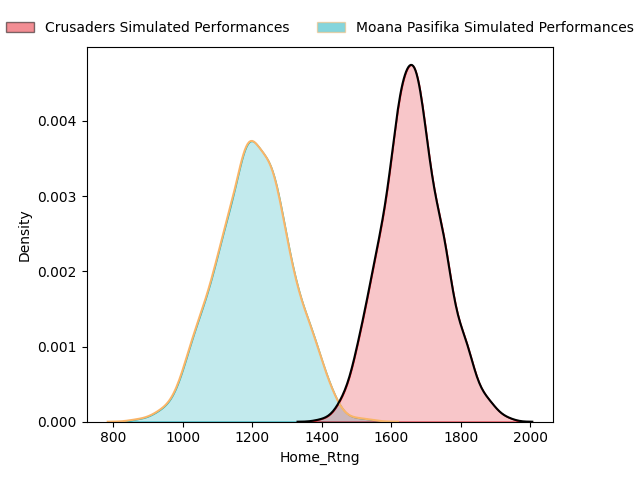 Crusaders Simulated Performances
Moana Pasifika Simulated Performances
Density
0.004
0.003
0.002
0.001
0.000
800 1000 1200 1400 1600 1800 2000
Home_Rtng